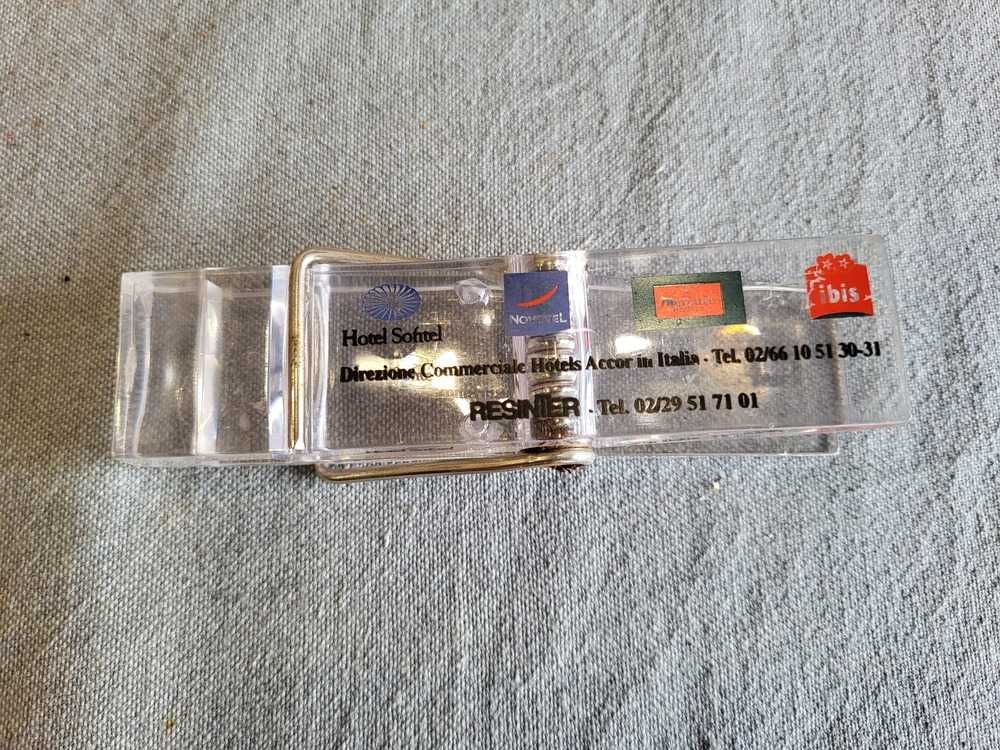 Hotel Sofitel
NOVOTEL
ibis
Direzione Commerciale Hotels Accor in Italia - Tel. 02/66 10 51 30-31
RESINTER - Tel. 02/29 51 71 01